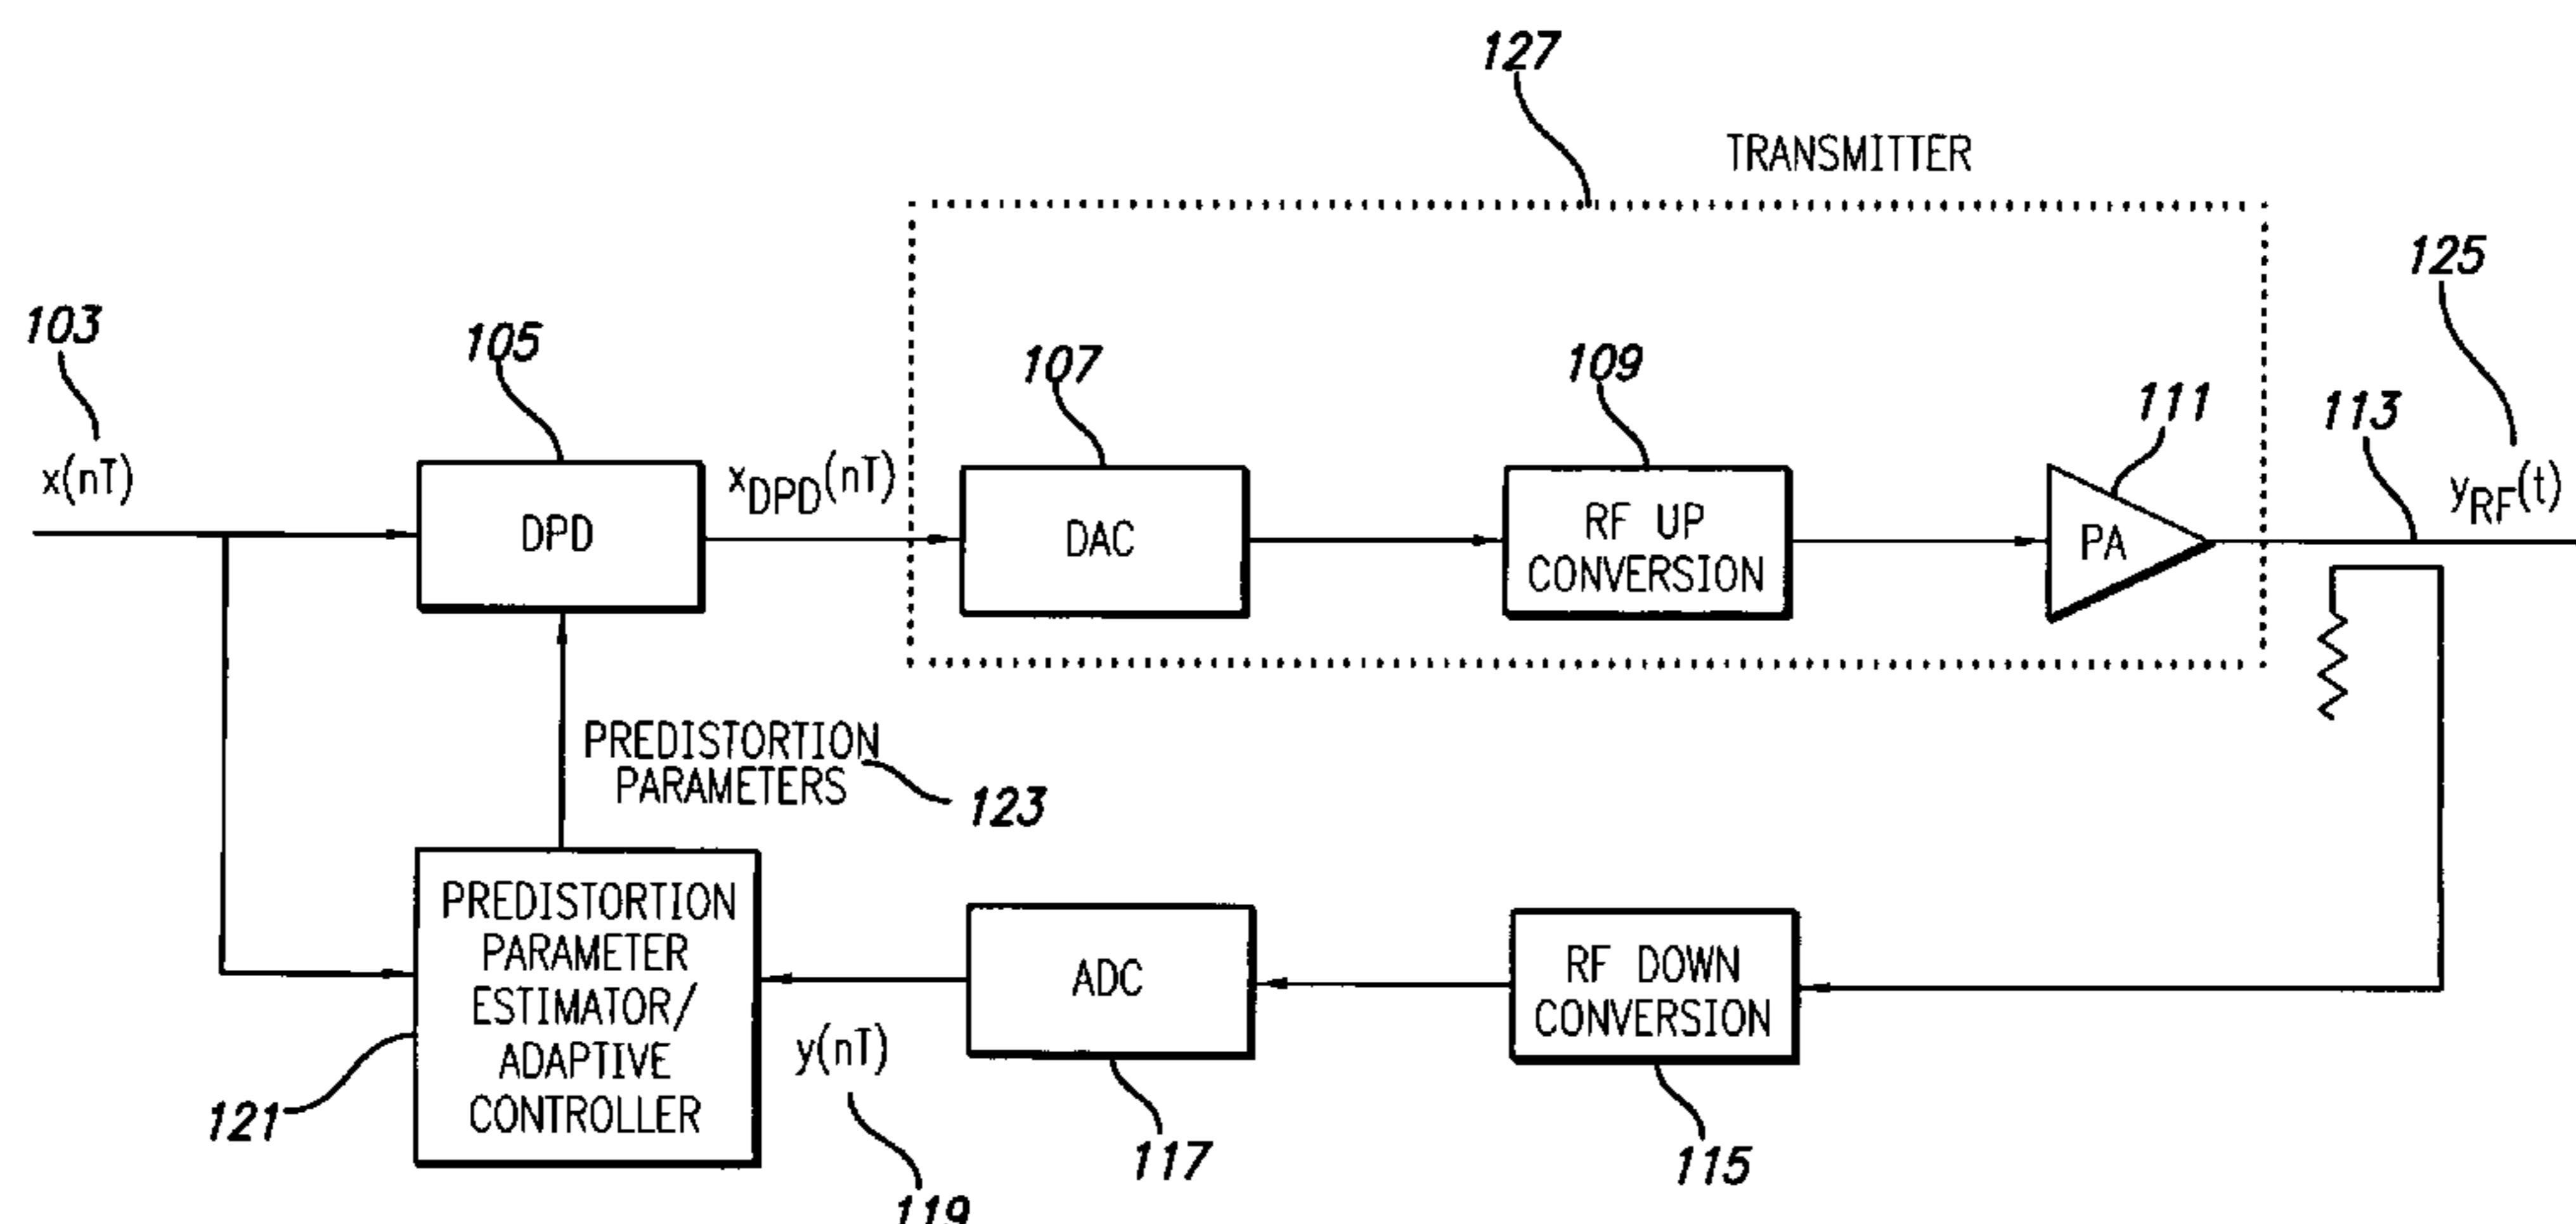 127
TRANSMITTER
125
103
105
107
109
111
113
x(nT)
DPD
xDPD(nT)
DAC
RF UP
CONVERSION
PA
yRF(t)
PREDISTORTION
PARAMETERS
123
PREDISTORTION
PARAMETER
ESTIMATOR/
ADAPTIVE
CONTROLLER
ADC
RF DOWN
CONVERSION
y(nT)
121
117
115
119